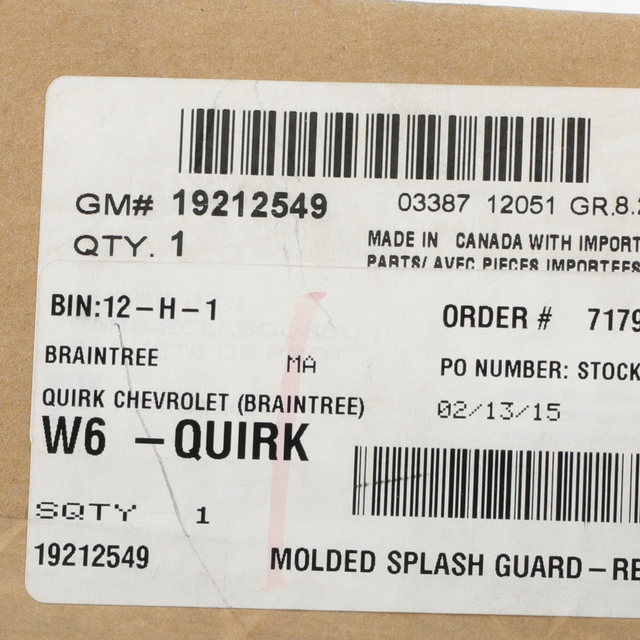 GM# 19212549 03387 12051 GR.8.2
QTY. 1 MADE IN CANADA WITH IMPORT
PARTS/ AVEC PIECES IMPORTEES
BIN:12-H-1 ORDER # 7179
BRAINTREE MA PO NUMBER: STOCK
QUIRK CHEVROLET (BRAINTREE) 02/13/15
W6 -QUIRK
SQTY 1
19212549 MOLDED SPLASH GUARD-RE